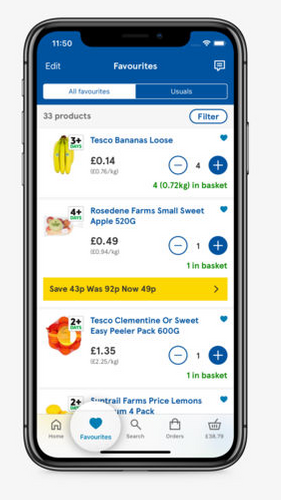 11:50
Edit Favourites
All favourites Usuals
33 products Filter
3+
DAYS
Tesco Bananas Loose
£0.14
(£0.76/kg)
4
4 (0.72kg) in basket
4+
DAYS
Rosedene Farms Small Sweet
Apple 520G
£0.49
(£0.94/kg)
1
1 in basket
Save 43p Was 92p Now 49p
2+
DAYS
Tesco Clementine Or Sweet
Easy Peeler Pack 600G
£1.35
(£2.25/kg)
1
1 in basket
2+
DAYS
Suntrail Farms Price Lemons
um 4 Pack
Home Favourites Search Orders £38.79